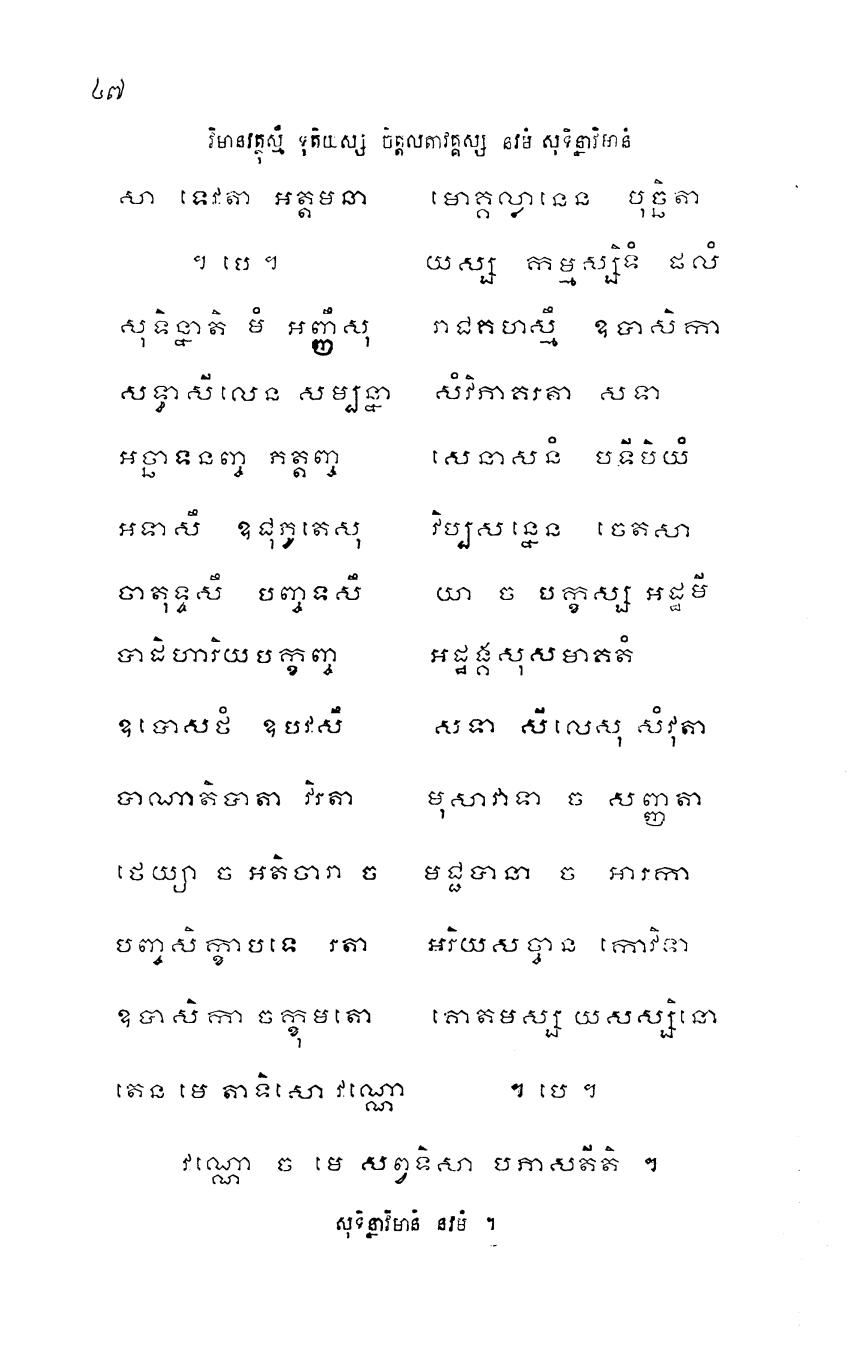 ៤៧
វិមានវត្ថុស្មឹ ទុតិយស្ស ចិត្តលតាវគ្គស្ស នវមំ សុទិន្នាវិមានំ
សា ទេវតា អត្តមនា មោគ្គល្លានេន បុច្ឆិតា
។ បេ ។ យស្ស កម្មស្សិទំ ផលំ
សុទិន្នាតិ មំ អញ្ញឹសុ រាជគហស្មឹ ឧបាសិកា
សទ្ធាសីលេន សម្បន្នា សំវិភាគរតា សទា
អច្ឆាទនញ្ច ភត្តញ្ច សេនាសនំ បទីបិយំ
អទាសឹ ឧជុភូតេសុ វិប្បសន្នេន ចេតសា
ចាតុទ្ទសឹ បញ្ចទសឹ យា ច បក្ខស្ស អដ្ឋមី
បាដិហារិយបក្ខញ្ច អដ្ឋង្គសុសមាគតំ
ឧបោសថំ ឧបវសឹ សទា សីលេសុ សំវុតា
បាណាតិបាតា វិរតា មុសាវាទា ច សញ្ញតា
ថេយ្យា ច អតិចារា ច មជ្ជបានា ច អារកា
បញ្ចសិក្ខាបទេ រតា អរិយសច្ចាន កោវិទា
ឧបាសិកា ចក្ខុមតោ គោតមស្ស យសស្សិនោ
តេន មេ តាទិសោ វណ្ណោ ។ បេ ។
វណ្ណោ ច មេ សព្វទិសា បភាសតីតិ ។
សុទិន្នាវិមានំ នវមំ ។